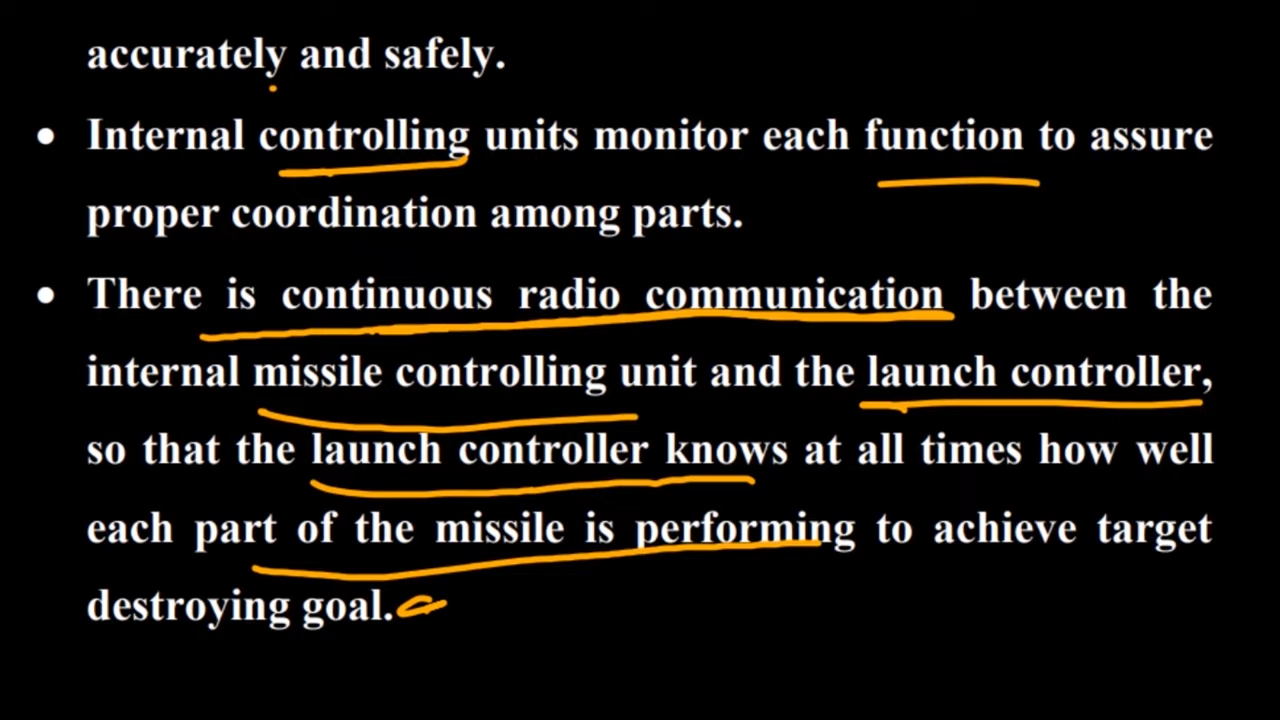 accurately and safely.
• Internal controlling units monitor each function to assure
proper coordination among parts.
• There is continuous radio communication between the
internal missile controlling unit and the launch controller,
so that the launch controller knows at all times how well
each part of the missile is performing to achieve target
destroying goal.